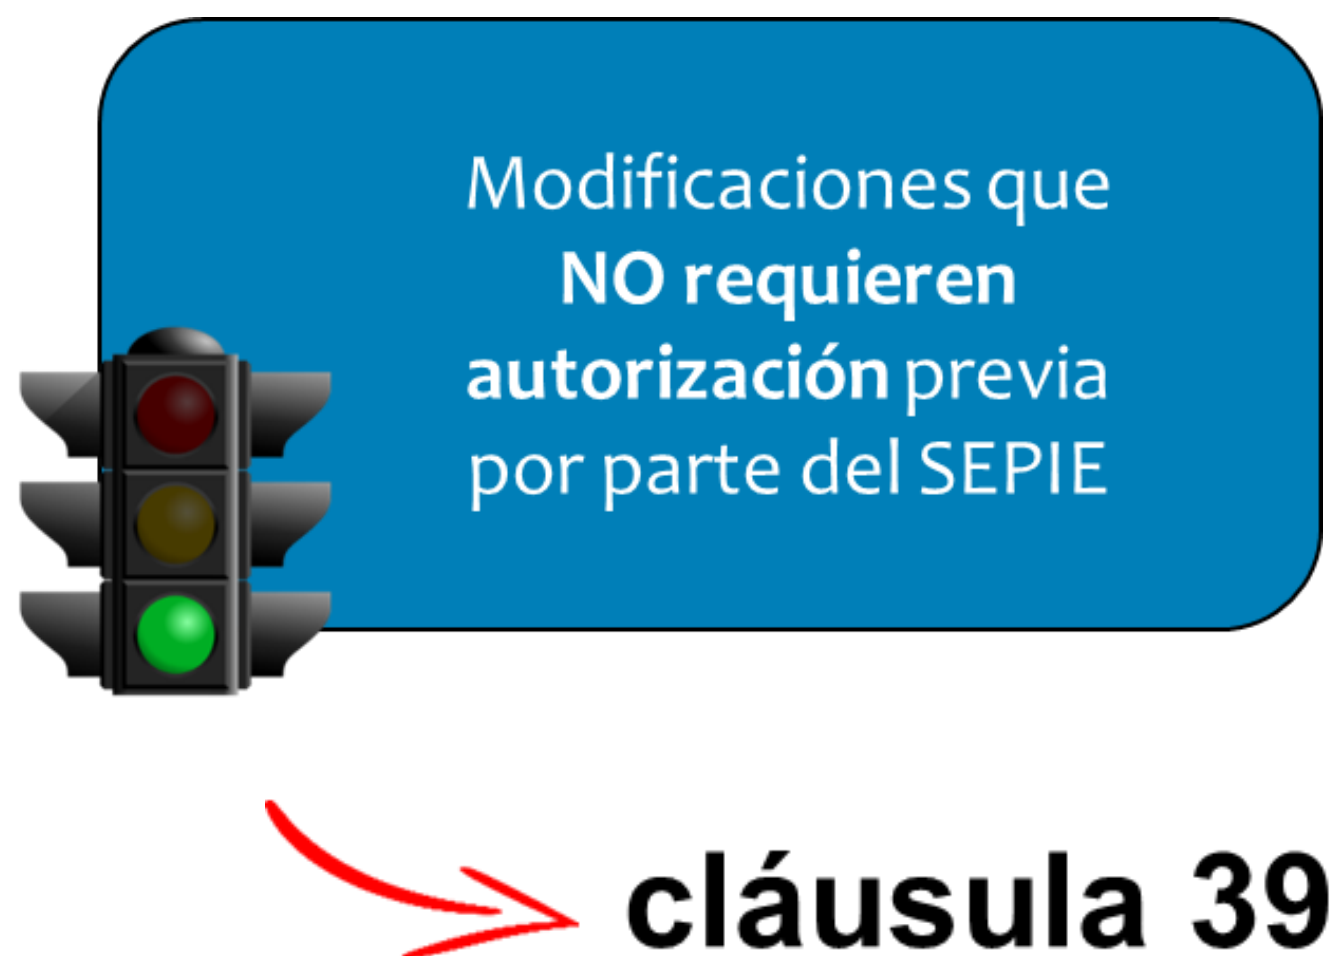 Modificaciones que
NO requieren
autorización previa
por parte del SEPIE
cláusula 39